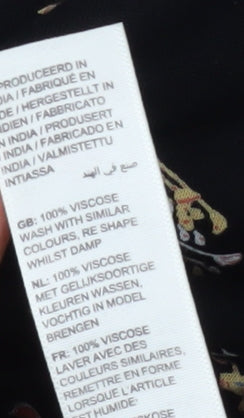 PRODUCEERD IN
DIA / FABRIQUÉ EN
DE / HERGESTELLT IN
NDIEN / FABBRICATO
N INDIA / PRODUSERT
INDIA / FABRICADO EN
INDIA / VALMISTETTU
INTIASSA
صنع في الهند
GB: 100% VISCOSE
WASH WITH SIMILAR
COLOURS, RE SHAPE
WHILST DAMP
NL: 100% VISCOSE
MET GELIJKSOORTIGE
KLEUREN WASSEN,
VOCHTIG IN MODEL
BRENGEN
FR: 100% VISCOSE
LAVER AVEC DES
COULEURS SIMILAIRES,
REMETTRE EN FORME
LORSQUE L'ARTICLE
EST HUMIDE